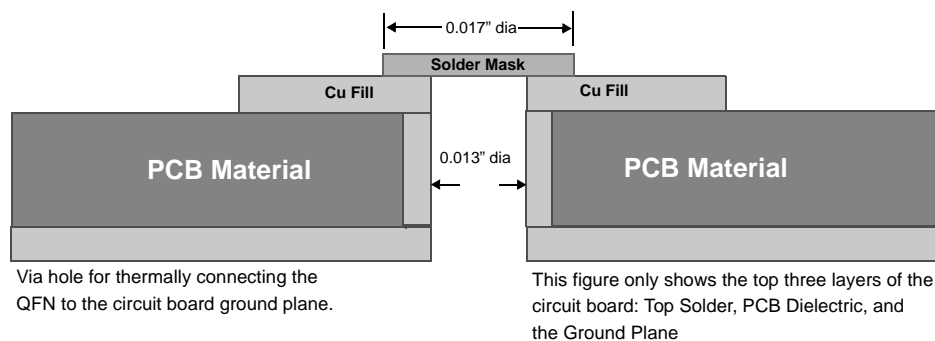 0.017” dia
Solder Mask
Cu Fill
Cu Fill
PCB Material
0.013” dia
PCB Material
Via hole for thermally connecting the
QFN to the circuit board ground plane.
This figure only shows the top three layers of the
circuit board: Top Solder, PCB Dielectric, and
the Ground Plane